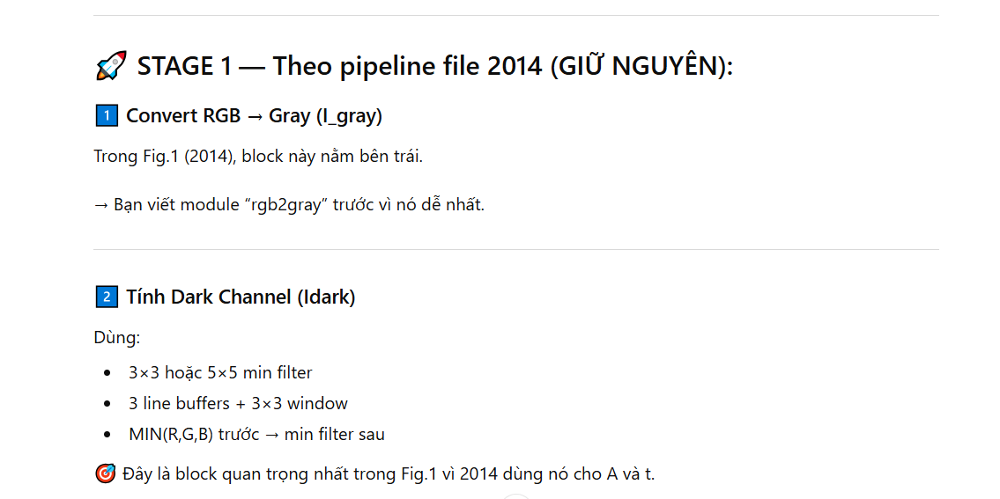 🚀 STAGE 1 — Theo pipeline file 2014 (GIỮ NGUYÊN):
1️⃣ Convert RGB → Gray (I_gray)
Trong Fig.1 (2014), block này nằm bên trái.
→ Bạn viết module “rgb2gray” trước vì nó dễ nhất.
2️⃣ Tính Dark Channel (Idark)
Dùng:
• 3×3 hoặc 5×5 min filter
• 3 line buffers + 3×3 window
• MIN(R,G,B) trước → min filter sau
🎯 Đây là block quan trọng nhất trong Fig.1 vì 2014 dùng nó cho A và t.